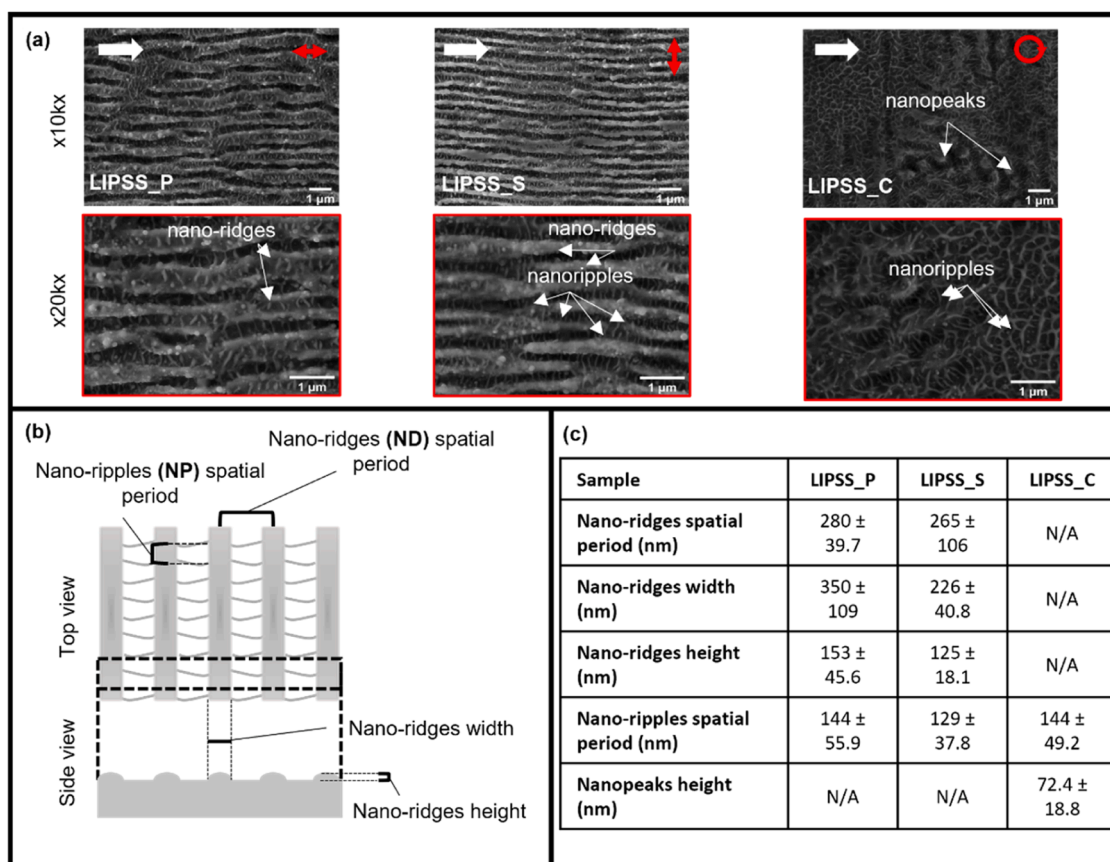 (a)
x10kx
LIPSS_P
1 µm
LIPSS_S
1 µm
nanopeaks
LIPSS_C
1 µm
x20kx
nano-ridges
1 µm
nano-ridges
nanoripples
1 µm
nanoripples
1 µm
(b)
Nano-ridges (ND) spatial
period
Nano-ripples (NP) spatial
period
Top view
Side view
Nano-ridges width
Nano-ridges height
(c)
Sample LIPSS_P LIPSS_S LIPSS_C
Nano-ridges spatial
period (nm)
280 ±
39.7
265 ±
106
N/A
Nano-ridges width
(nm)
350 ±
109
226 ±
40.8
N/A
Nano-ridges height
(nm)
153 ±
45.6
125 ±
18.1
N/A
Nano-ripples spatial
period (nm)
144 ±
55.9
129 ±
37.8
144 ±
49.2
Nanopeaks height
(nm)
N/A
N/A
72.4 ±
18.8